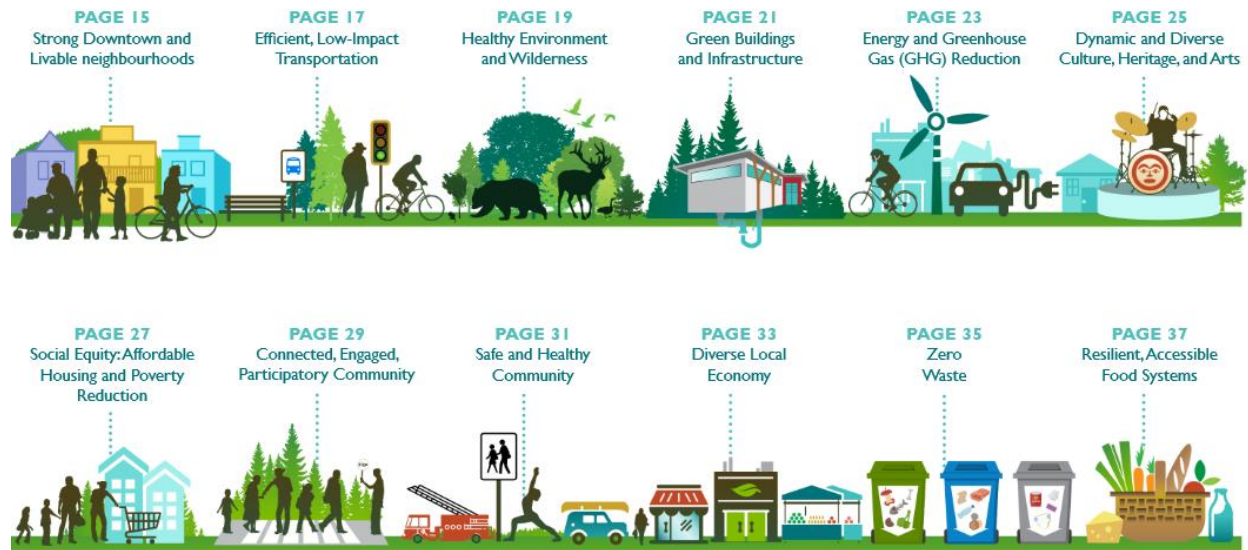 PAGE 15
Strong Downtown and
Livable neighbourhoods
PAGE 17
Efficient, Low-Impact
Transportation
PAGE 19
Healthy Environment
and Wilderness
PAGE 21
Green Buildings
and Infrastructure
PAGE 23
Energy and Greenhouse
Gas (GHG) Reduction
PAGE 25
Dynamic and Diverse
Culture, Heritage, and Arts
PAGE 27
Social Equity: Affordable
Housing and Poverty
Reduction
PAGE 29
Connected, Engaged,
Participatory Community
PAGE 31
Safe and Healthy
Community
PAGE 33
Diverse Local
Economy
PAGE 35
Zero
Waste
PAGE 37
Resilient, Accessible
Food Systems